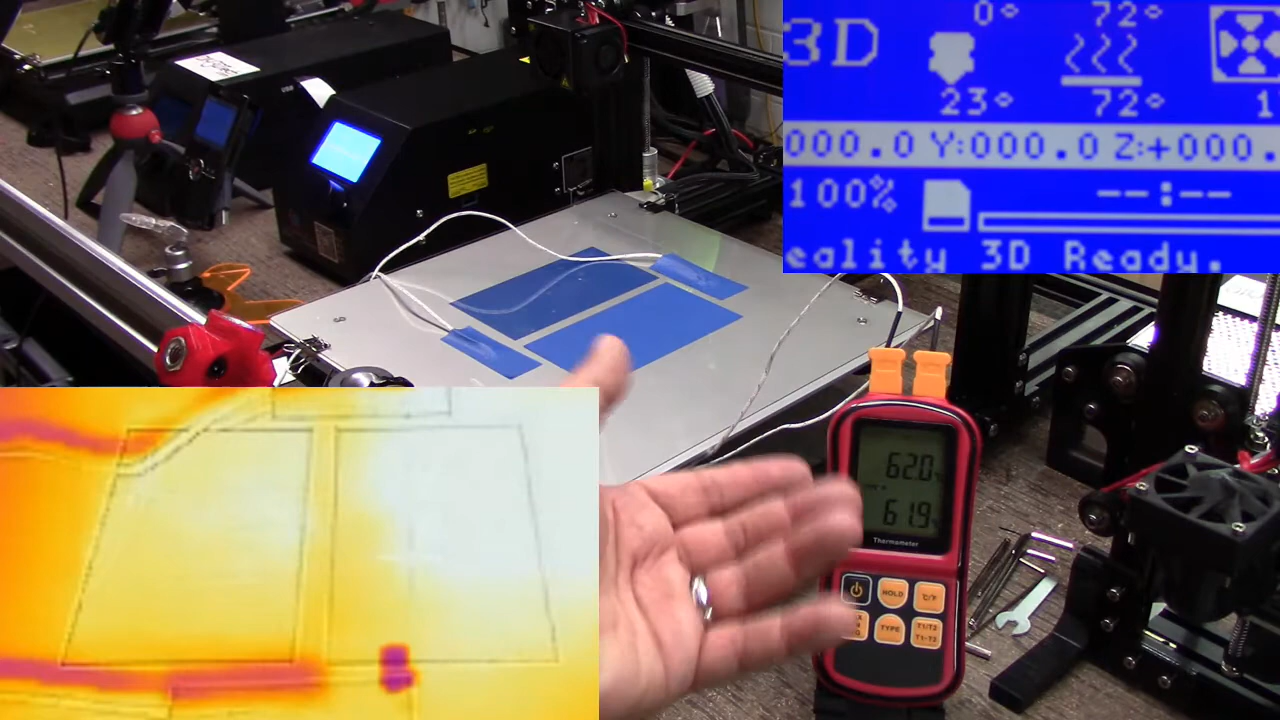 0° 72°
3D
23° 72° 1
000.0 Y:000.0 Z:+000.
100% --:--
eality 3D Ready.
62.0
61.9
Thermometer
HOLD °C/°F
TYPE T1/T2
T1-T2